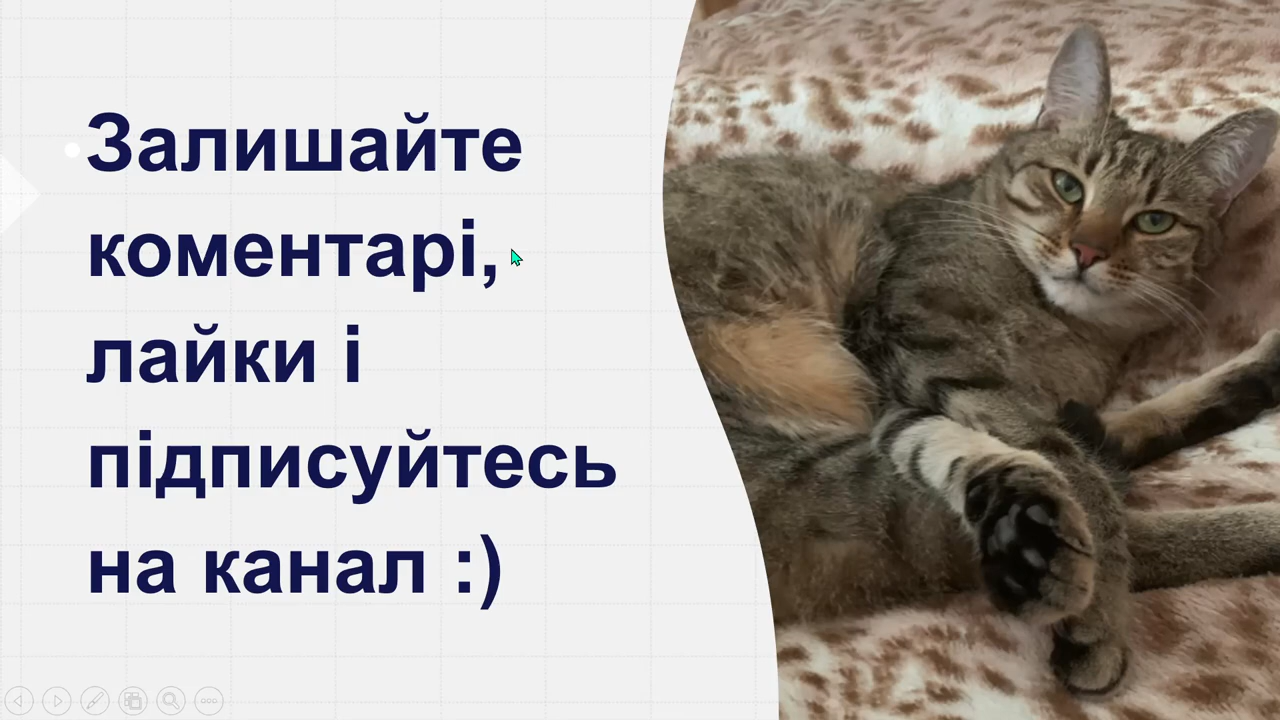 Залишайте
коментарі,
лайки і
підписуйтесь
на канал :)